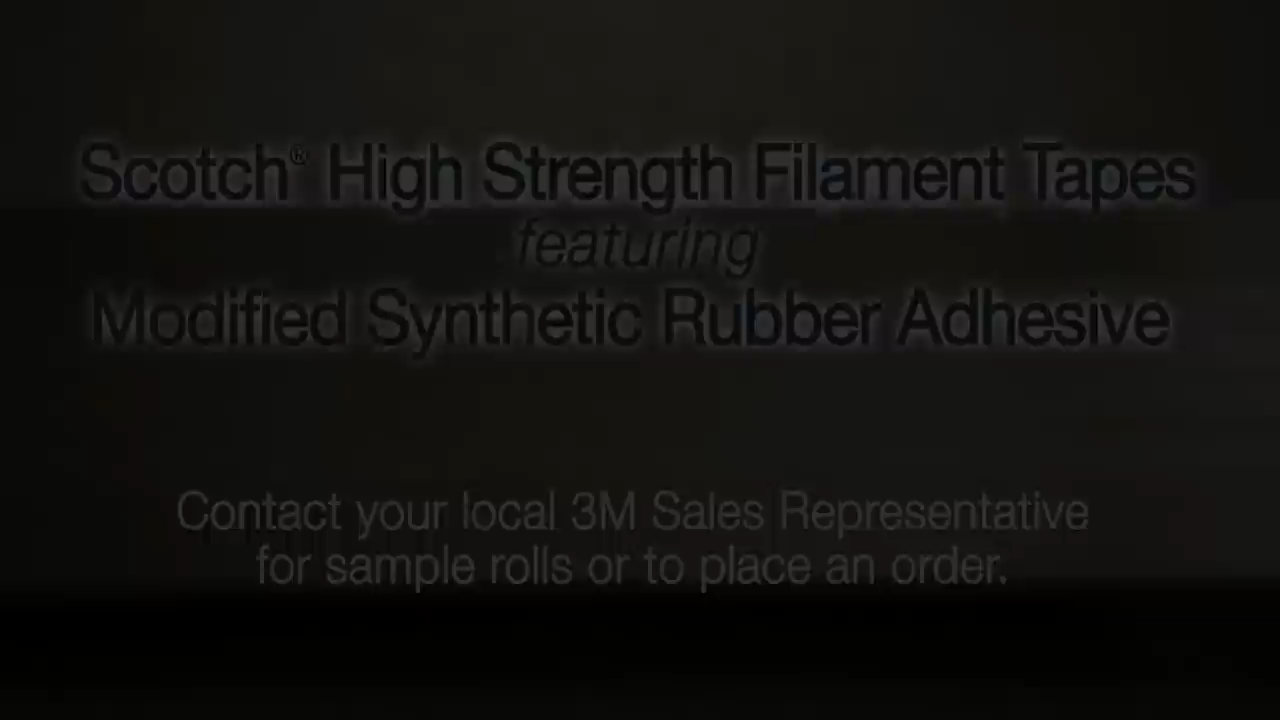 Scotch® High Strength Filament Tapes
featuring
Modified Synthetic Rubber Adhesive
Contact your local 3M Sales Representative
for sample rolls or to place an order.